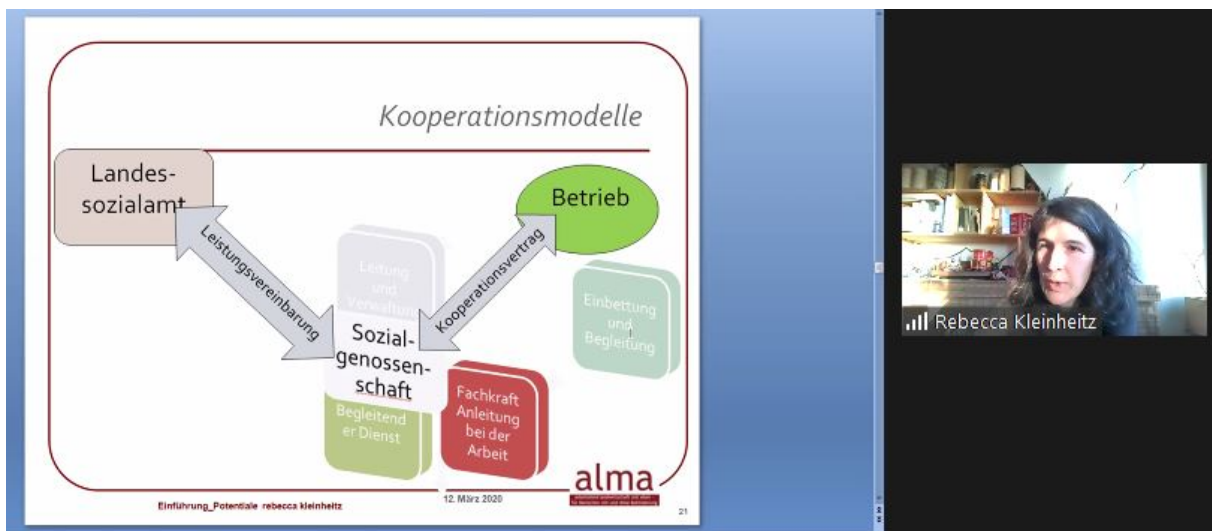 Kooperationsmodelle
Landes-
sozialamt
Betrieb
Leistungsvereinbarung
Kooperationsvertrag
Leitung
und
Verwaltung
Sozial-
genossen-
schaft
Einbettung
und
Begleitung
Begleitend
er Dienst
Fachkraft
Anleitung
bei der
Arbeit
Rebecca Kleinheitz
alma
12. März 2020
Einführung_Potentiale rebecca kleinheitz
21